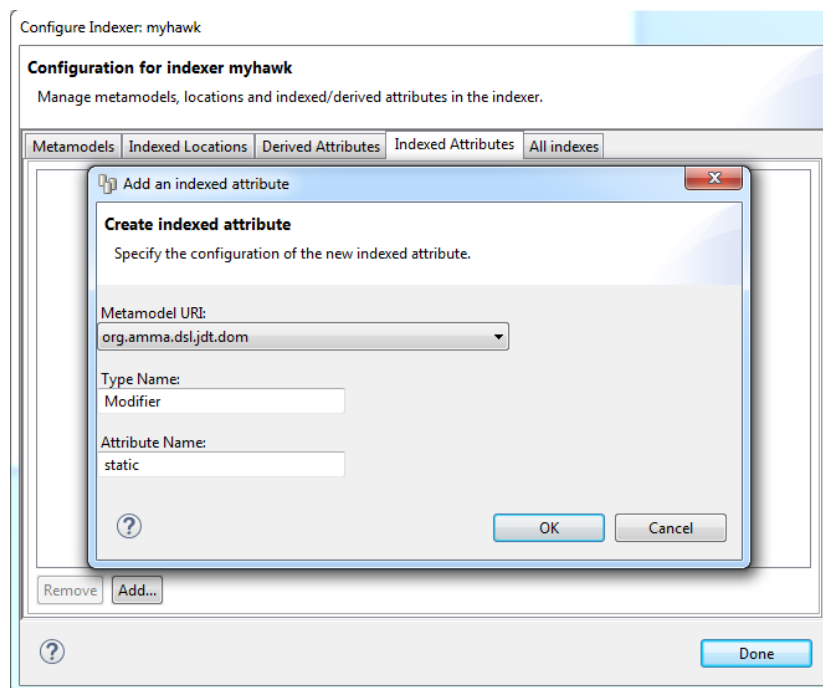 Configure Indexer: myhawk
Configuration for indexer myhawk
Manage metamodels, locations and indexed/derived attributes in the indexer.
Metamodels Indexed Locations Derived Attributes Indexed Attributes All indexes
Add an indexed attribute
Create indexed attribute
Specify the configuration of the new indexed attribute.
Metamodel URI:
org.amma.dsl.jdt.dom
Type Name:
Modifier
Attribute Name:
static
OK Cancel
Remove Add...
Done